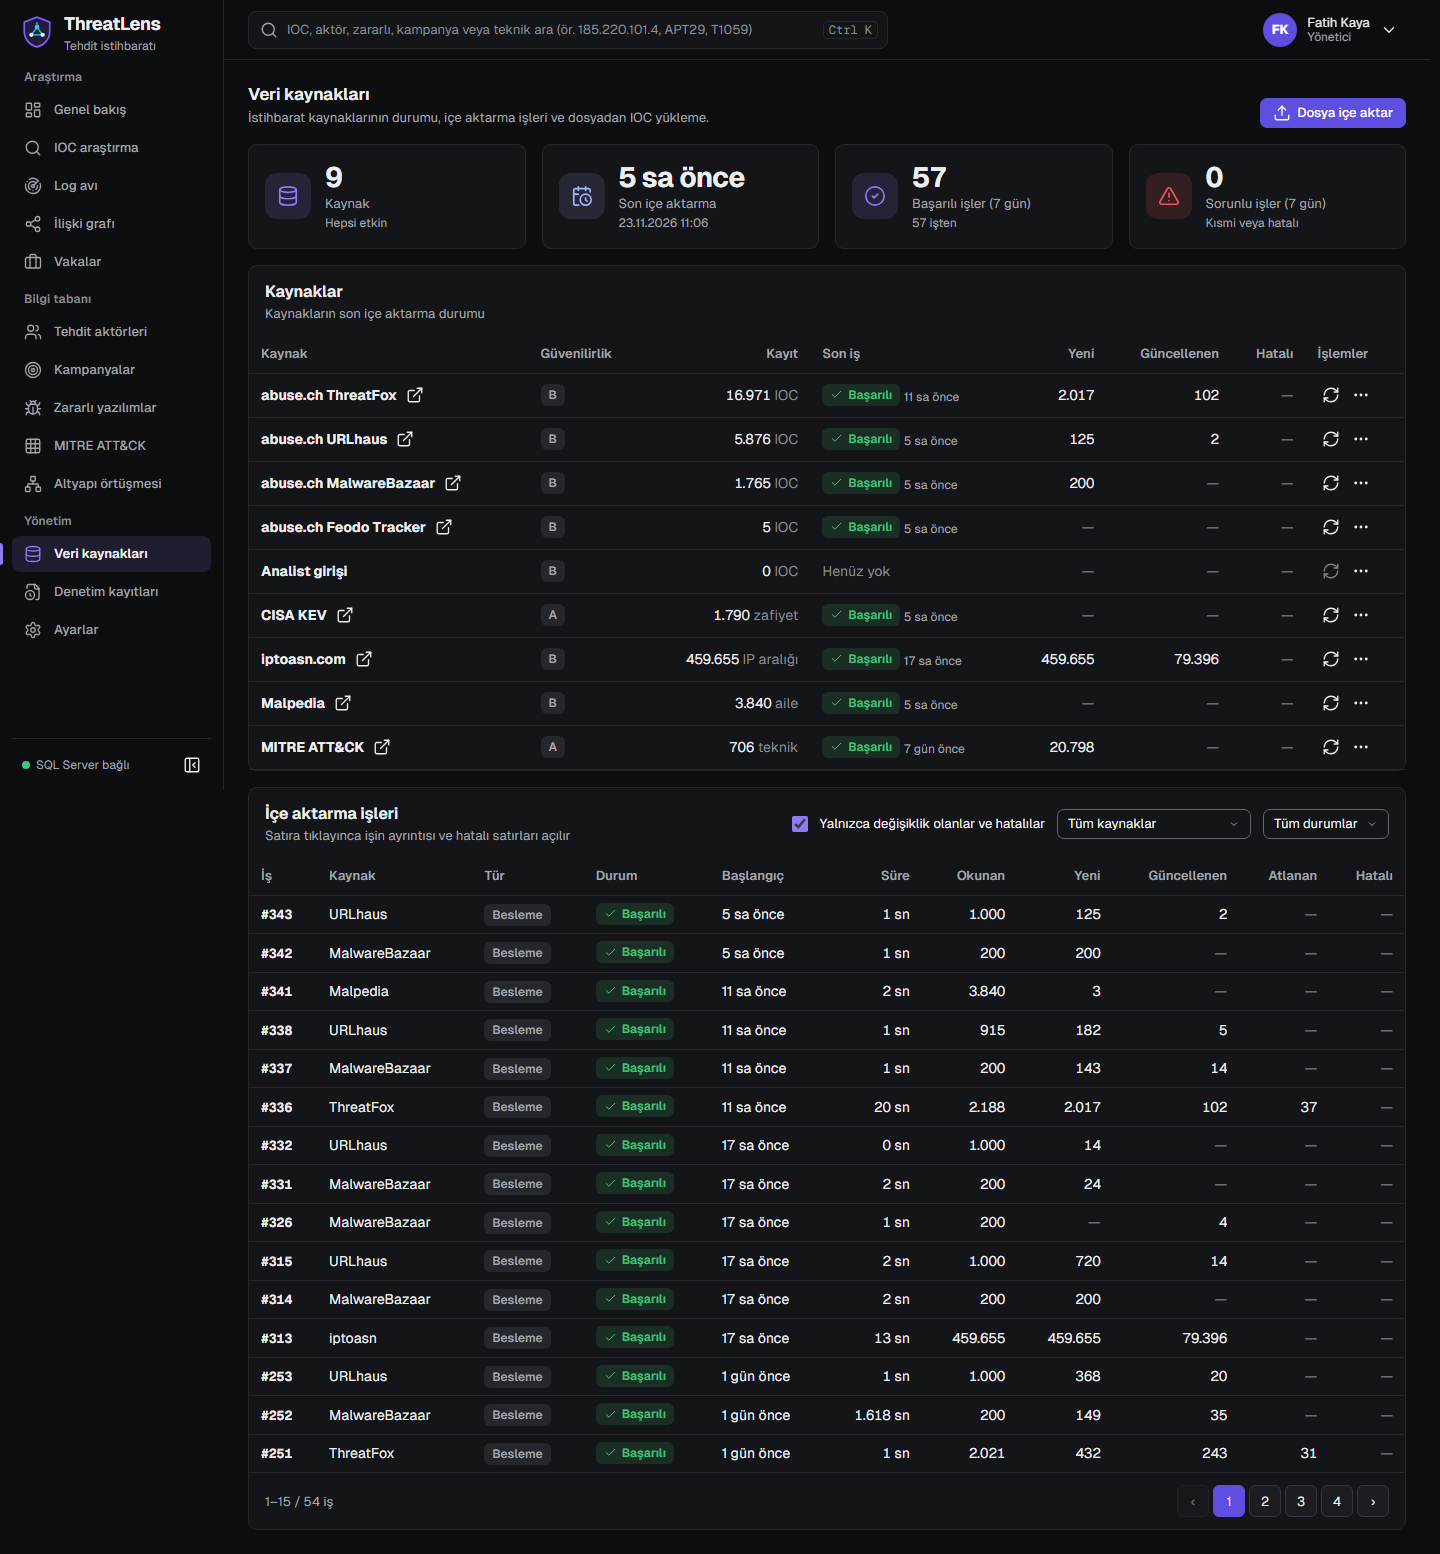 ThreatLens
Tehdit istihbaratı
IOC, aktör, zararlı, kampanya veya teknik ara (ör. 185.220.101.4, APT29, T1059)
Ctrl K
FK
Fatih Kaya
Yönetici
Araştırma
Genel bakış
IOC araştırma
Log avı
İlişki grafı
Vakalar
Bilgi tabanı
Tehdit aktörleri
Kampanyalar
Zararlı yazılımlar
MITRE ATT&CK
Altyapı örtüşmesi
Yönetim
Veri kaynakları
Denetim kayıtları
Ayarlar
SQL Server bağlı
Veri kaynakları
İstihbarat kaynaklarının durumu, içe aktarma işleri ve dosyadan IOC yükleme.
Dosya içe aktar
9
Kaynak
Hepsi etkin
5 sa önce
Son içe aktarma
23.11.2026 11:06
57
Başarılı işler (7 gün)
57 işten
0
Sorunlu işler (7 gün)
Kısmi veya hatalı
Kaynaklar
Kaynakların son içe aktarma durumu
Kaynak Güvenilirlik Kayıt Son iş Yeni Güncellenen Hatalı İşlemler
abuse.ch ThreatFox B 16.971 IOC Başarılı 11 sa önce 2.017 102 —
abuse.ch URLhaus B 5.876 IOC Başarılı 5 sa önce 125 2 —
abuse.ch MalwareBazaar B 1.765 IOC Başarılı 5 sa önce 200 — —
abuse.ch Feodo Tracker B 5 IOC Başarılı 5 sa önce — — —
Analist girişi B 0 IOC Henüz yok — — —
CISA KEV A 1.790 zafiyet Başarılı 5 sa önce — — —
iptoasn.com B 459.655 IP aralığı Başarılı 17 sa önce 459.655 79.396 —
Malpedia B 3.840 aile Başarılı 5 sa önce — — —
MITRE ATT&CK A 706 teknik Başarılı 7 gün önce 20.798 — —
İçe aktarma işleri
Satıra tıklayınca işin ayrıntısı ve hatalı satırları açılır
Yalnızca değişiklik olanlar ve hatalılar
Tüm kaynaklar
Tüm durumlar
İş Kaynak Tür Durum Başlangıç Süre Okunan Yeni Güncellenen Atlanan Hatalı
#343 URLhaus Besleme Başarılı 5 sa önce 1 sn 1.000 125 2 — —
#342 MalwareBazaar Besleme Başarılı 5 sa önce 1 sn 200 200 — — —
#341 Malpedia Besleme Başarılı 11 sa önce 2 sn 3.840 3 — — —
#338 URLhaus Besleme Başarılı 11 sa önce 1 sn 915 182 5 — —
#337 MalwareBazaar Besleme Başarılı 11 sa önce 1 sn 200 143 14 — —
#336 ThreatFox Besleme Başarılı 11 sa önce 20 sn 2.188 2.017 102 37 —
#332 URLhaus Besleme Başarılı 17 sa önce 0 sn 1.000 14 — — —
#331 MalwareBazaar Besleme Başarılı 17 sa önce 2 sn 200 24 — — —
#326 MalwareBazaar Besleme Başarılı 17 sa önce 1 sn 200 — 4 — —
#315 URLhaus Besleme Başarılı 17 sa önce 2 sn 1.000 720 14 — —
#314 MalwareBazaar Besleme Başarılı 17 sa önce 2 sn 200 200 — — —
#313 iptoasn Besleme Başarılı 17 sa önce 13 sn 459.655 459.655 79.396 — —
#253 URLhaus Besleme Başarılı 1 gün önce 1 sn 1.000 368 20 — —
#252 MalwareBazaar Besleme Başarılı 1 gün önce 1.618 sn 200 149 35 — —
#251 ThreatFox Besleme Başarılı 1 gün önce 1 sn 2.021 432 243 31 —
1–15 / 54 iş
‹ 1 2 3 4 ›